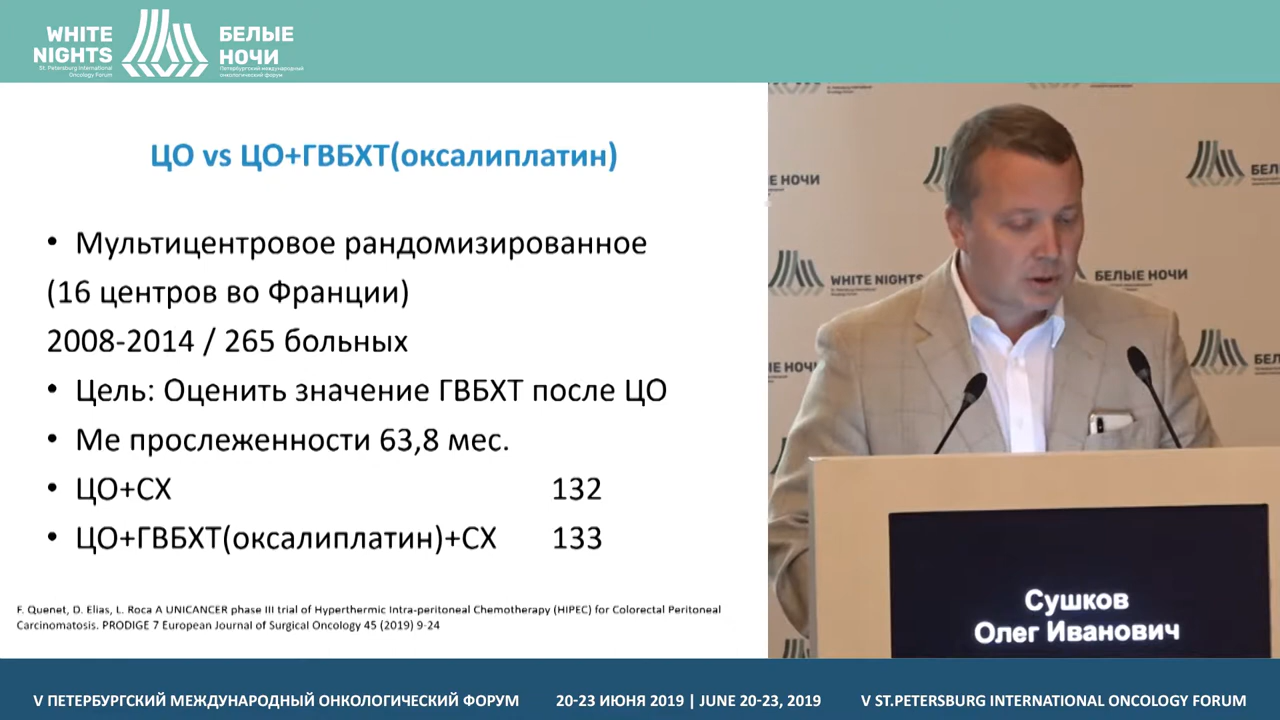 WHITE
NIGHTS
St. Petersburg International
Oncology Forum
БЕЛЫЕ
НОЧИ
Петербургский международный
онкологический форум
ЦО vs ЦО+ГВБХТ(оксалиплатин)
• Мультицентровое рандомизированное
(16 центров во Франции)
2008-2014 / 265 больных
• Цель: Оценить значение ГВБХТ после ЦО
• Ме прослеженности 63,8 мес.
• ЦО+СХ 132
• ЦО+ГВБХТ(оксалиплатин)+СХ 133
F. Quenet, D. Elias, L. Roca A UNICANCER phase III trial of Hyperthermic Intra-peritoneal Chemotherapy (HIPEC) for Colorectal Peritoneal
Carcinomatosis. PRODIGE 7 European Journal of Surgical Oncology 45 (2019) 9-24
Е НОЧИ
БЕЛ
WHITE NIGHTS
БЕЛЫЕ НОЧИ
ЫЕ НОЧИ
БЕ
Сушков
Олег Иванович
V ПЕТЕРБУРГСКИЙ МЕЖДУНАРОДНЫЙ ОНКОЛОГИЧЕСКИЙ ФОРУМ
20-23 ИЮНЯ 2019 | JUNE 20-23, 2019
V ST.PETERSBURG INTERNATIONAL ONCOLOGY FORUM